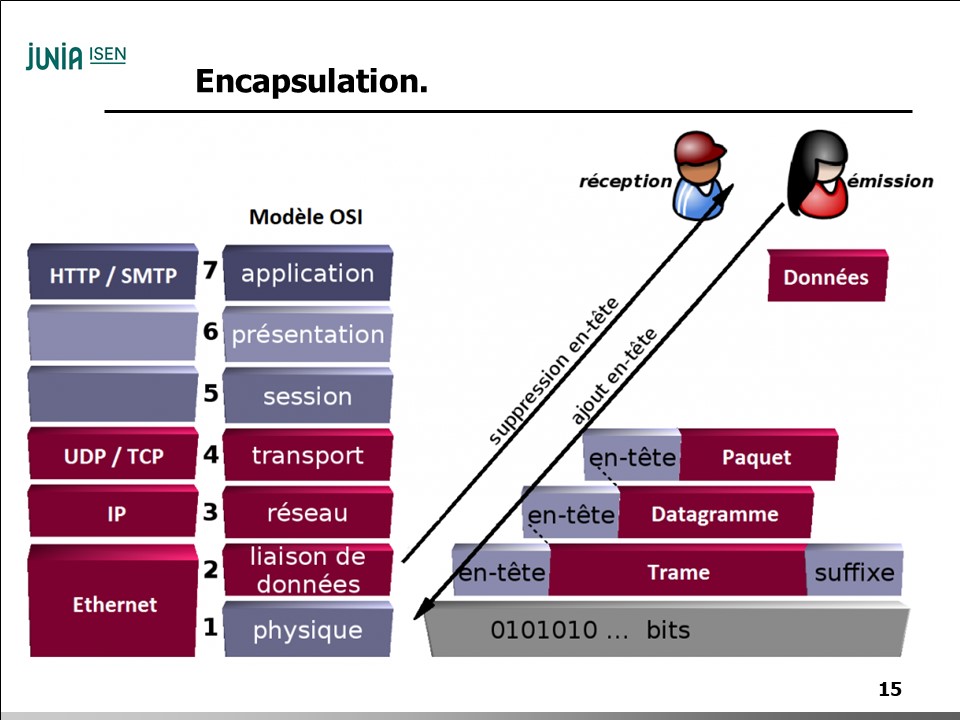 JUNIA ISEN
Encapsulation.
réception
émission
Modèle OSI
HTTP / SMTP 7 application
Données
6 présentation
5 session
suppression en-tête
ajout en-tête
UDP / TCP 4 transport
en-tête Paquet
IP 3 réseau
en-tête Datagramme
Ethernet
2 liaison de
données
en-tête Trame suffixe
1 physique
0101010 ... bits
15